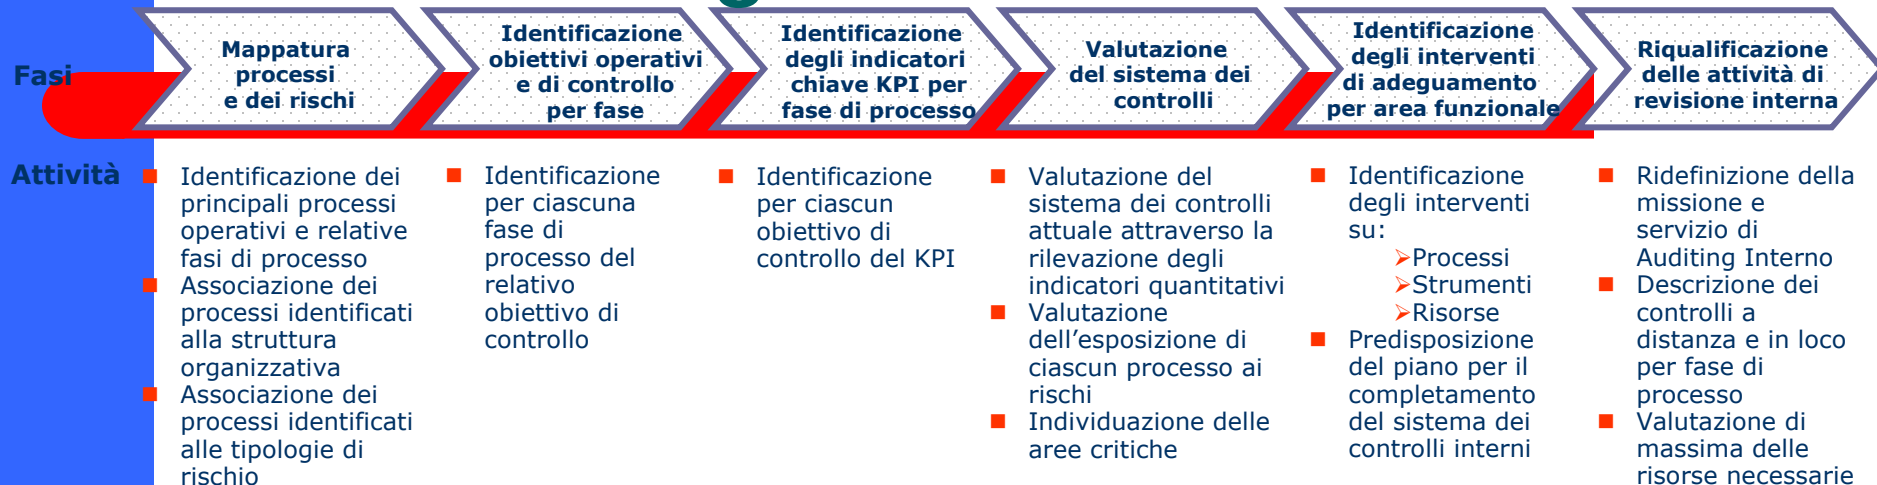 Fasi
Mappatura
processi
e dei rischi
Identificazione
obiettivi operativi
e di controllo
per fase
Identificazione
degli indicatori
chiave KPI per
fase di processo
Valutazione
del sistema dei
controlli
Identificazione
degli interventi
di adeguamento
per area funzionale
Riqualificazione
delle attività di
revisione interna
Attività
Identificazione dei
principali processi
operativi e relative
fasi di processo
Associazione dei
processi identificati
alla struttura
organizzativa
Associazione dei
processi identificati
alle tipologie di
rischio
Identificazione
per ciascuna
fase di
processo del
relativo
obiettivo di
controllo
Identificazione
per ciascun
obiettivo di
controllo del KPI
Valutazione del
sistema dei controlli
attuale attraverso la
rilevazione degli
indicatori quantitativi
Valutazione
dell’esposizione di
ciascun processo ai
rischi
Individuazione delle
aree critiche
Identificazione
degli interventi
su:
Processi
Strumenti
Risorse
Predisposizione
del piano per il
completamento
del sistema dei
controlli interni
Ridefinizione della
missione e
servizio di
Auditing Interno
Descrizione dei
controlli a
distanza e in loco
per fase di
processo
Valutazione di
massima delle
risorse necessarie